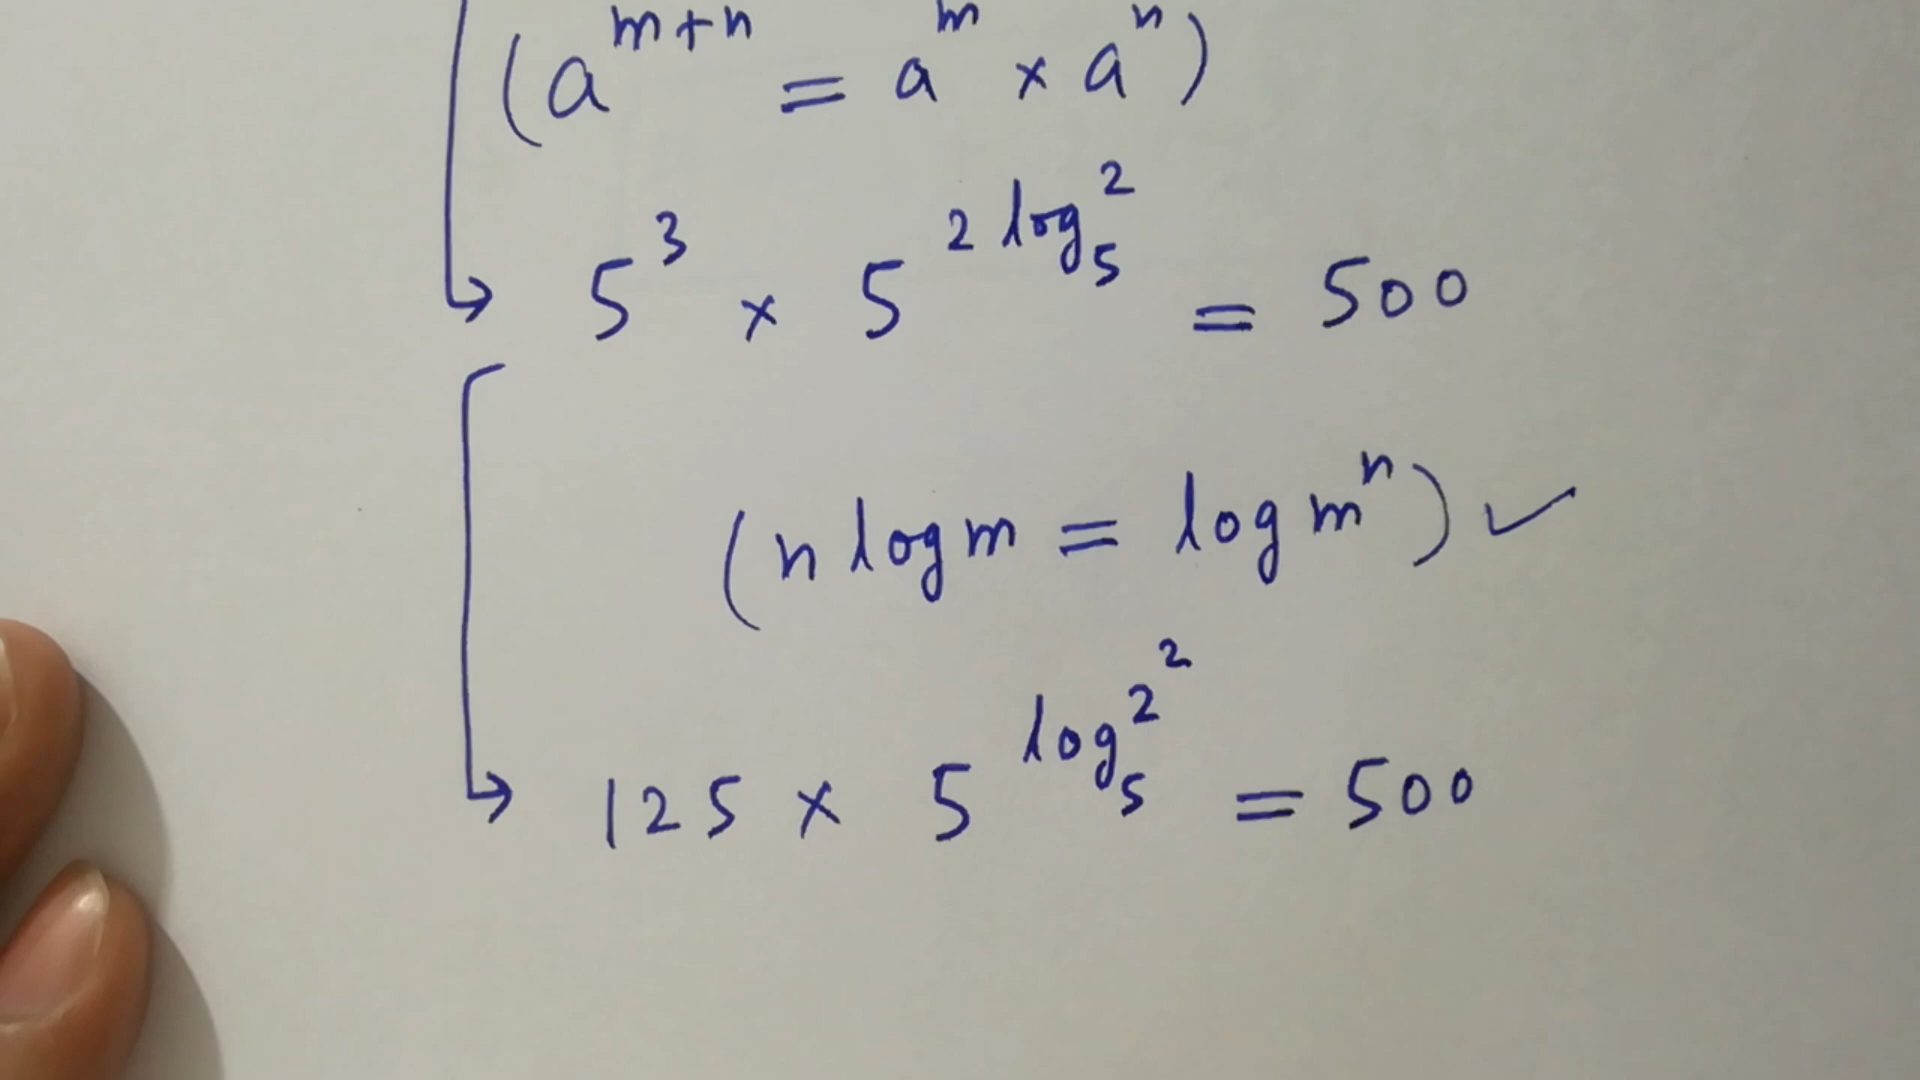 (a^{m+n} = a^m × a^n)
5^3 × 5^{2 log_5 2} = 500
(n log m = log m^n) ✓
125 × 5^{log_5 2^2} = 500